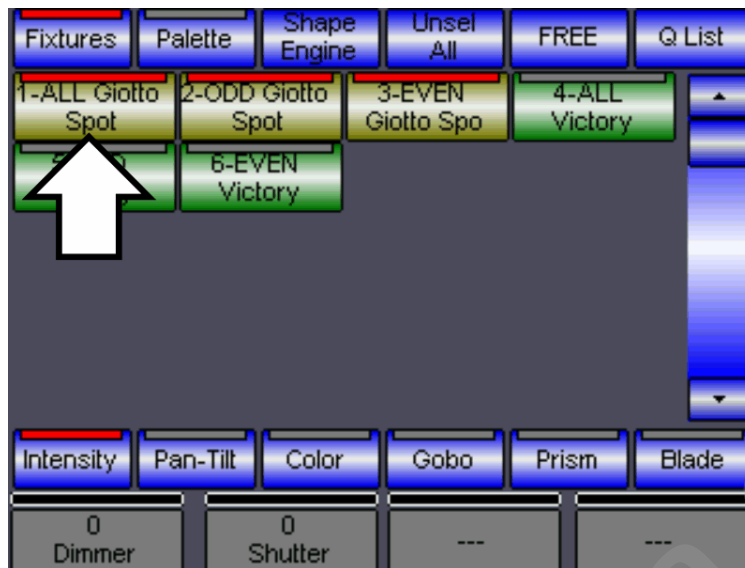 Fixtures
Palette
Shape
Engine
Unsel
All
FREE
Q List
1-ALL Giotto
Spot
2-ODD Giotto
Spot
3-EVEN
Giotto Spo
4-ALL
Victory
6-EVEN
Victory
Intensity
Pan-Tilt
Color
Gobo
Prism
Blade
0
Dimmer
0
Shutter
---
---